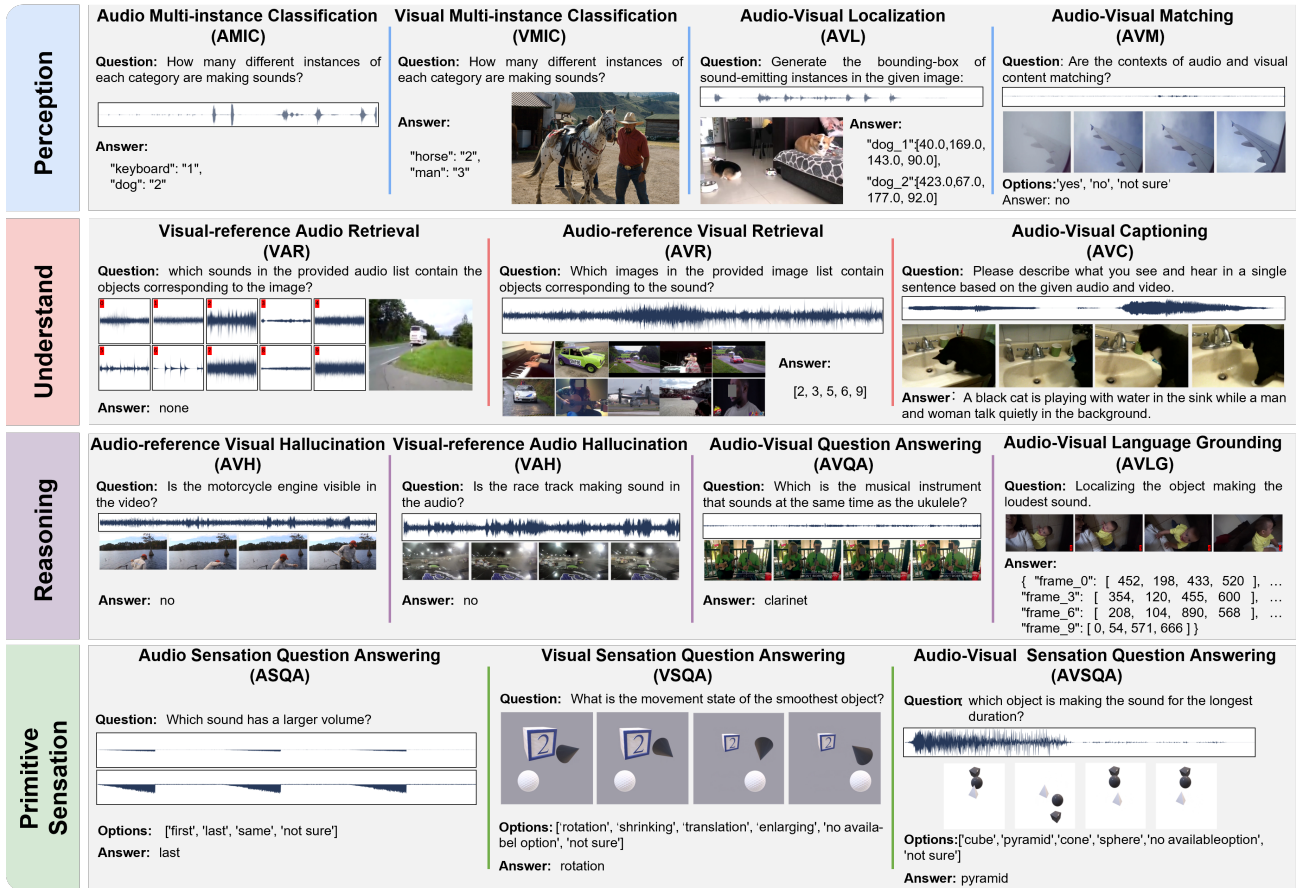 Perception
Audio Multi-instance Classification
(AMIC)
Question: How many different instances of
each category are making sounds?
Answer:
"keyboard": "1",
"dog": "2"
Visual Multi-instance Classification
(VMIC)
Question: How many different instances of
each category are making sounds?
Answer:
"horse": "2",
"man": "3"
Audio-Visual Localization
(AVL)
Question: Generate the bounding-box of
sound-emitting instances in the given image:
Answer:
"dog_1":[40.0,169.0,
143.0, 90.0],
"dog_2":[423.0,67.0,
177.0, 92.0]
Audio-Visual Matching
(AVM)
Question: Are the contexts of audio and visual
content matching?
Options:'yes', 'no', 'not sure'
Answer: no
Understand
Visual-reference Audio Retrieval
(VAR)
Question: which sounds in the provided audio list contain the
objects corresponding to the image?
Answer: none
Audio-reference Visual Retrieval
(AVR)
Question: Which images in the provided image list contain
objects corresponding to the sound?
Answer:
[2, 3, 5, 6, 9]
Audio-Visual Captioning
(AVC)
Question: Please describe what you see and hear in a single
sentence based on the given audio and video.
Answer: A black cat is playing with water in the sink while a man
and woman talk quietly in the background.
Reasoning
Audio-reference Visual Hallucination
(AVH)
Question: Is the motorcycle engine visible in
the video?
Answer: no
Visual-reference Audio Hallucination
(VAH)
Question: Is the race track making sound in
the audio?
Answer: no
Audio-Visual Question Answering
(AVQA)
Question: Which is the musical instrument
that sounds at the same time as the ukulele?
Answer: clarinet
Audio-Visual Language Grounding
(AVLG)
Question: Localizing the object making the
loudest sound.
Answer:
{ "frame_0": [ 452, 198, 433, 520 ], …
"frame_3": [ 354, 120, 455, 600 ], …
"frame_6": [ 208, 104, 890, 568 ], …
"frame_9": [ 0, 54, 571, 666 ] }
Primitive
Sensation
Audio Sensation Question Answering
(ASQA)
Question: Which sound has a larger volume?
Options: ['first', 'last', 'same', 'not sure']
Answer: last
Visual Sensation Question Answering
(VSQA)
Question: What is the movement state of the smoothest object?
2
2
2
2
Options: ['rotation', 'shrinking', 'translation', 'enlarging', 'no availa-
bel option', 'not sure']
Answer: rotation
Audio-Visual Sensation Question Answering
(AVSQA)
Question: which object is making the sound for the longest
duration?
Options:['cube','pyramid','cone','sphere','no availableoption',
'not sure']
Answer: pyramid